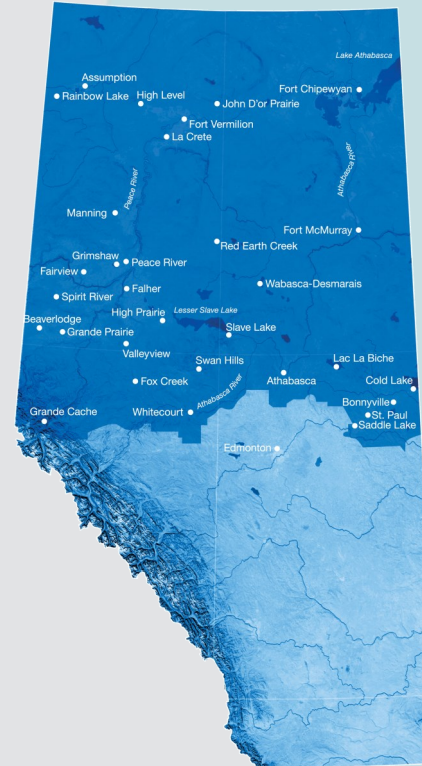 Lake Athabasca
Assumption
Fort Chipewyan
Rainbow Lake
High Level
John D'or Prairie
Fort Vermilion
La Crete
Athabasca River
Peace River
Manning
Fort McMurray
Red Earth Creek
Grimshaw
Peace River
Fairview
Wabasca-Desmarais
Falher
Spirit River
Lesser Slave Lake
High Prairie
Beaverlodge
Grande Prairie
Slave Lake
Valleyview
Swan Hills
Lac La Biche
Fox Creek
Athabasca
Cold Lake
Athabasca River
Bonnyville
Grande Cache
Whitecourt
St. Paul
Saddle Lake
Edmonton